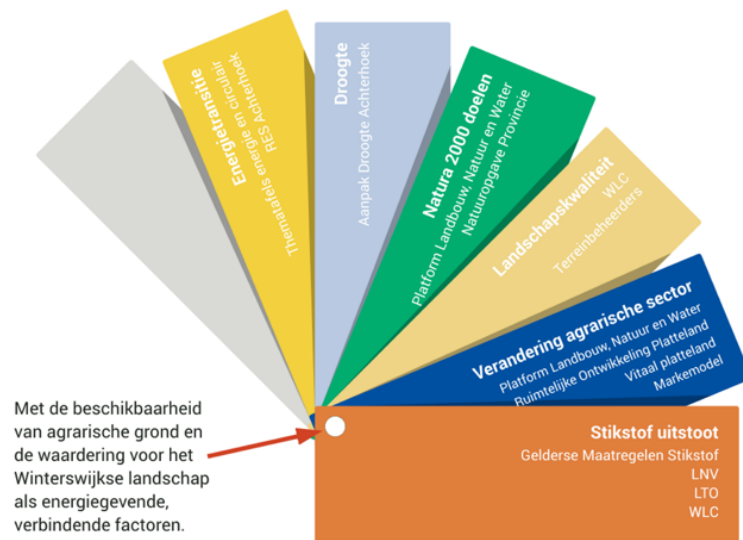 Energietransitie
Thematafels energie en circulair
RES Achterhoek
Droogte
Aanpak Droogte Achterhoek
Natura 2000 doelen
Platform Landbouw, Natuur en Water
Natuuropgave Provincie
Landschapskwaliteit
WLC
Terreinbeheerders
Verandering agrarische sector
Platform Landbouw, Natuur en Water
Ruimtelijke Ontwikkeling Platteland
Vitaal platteland
Markemodel
Stikstof uitstoot
Gelderse Maatregelen Stikstof
LNV
LTO
WLC
Met de beschikbaarheid
van agrarische grond en
de waardering voor het
Winterswijkse landschap
als energiegevende,
verbindende factoren.